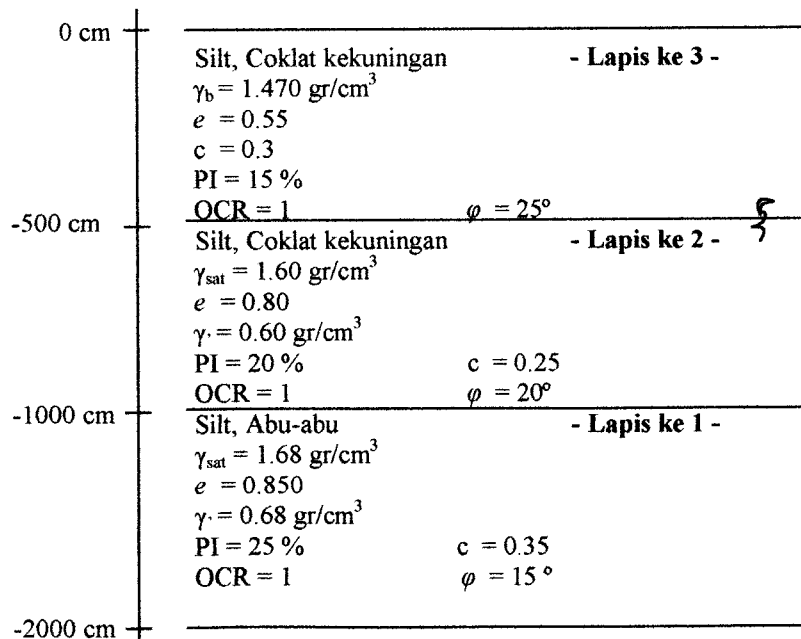 0 cm
Silt, Coklat kekuningan - Lapis ke 3 -
γb = 1.470 gr/cm³
e = 0.55
c = 0.3
PI = 15 %
OCR = 1 φ = 25°
-500 cm
Silt, Coklat kekuningan - Lapis ke 2 -
γsat = 1.60 gr/cm³
e = 0.80
γ' = 0.60 gr/cm³
PI = 20 % c = 0.25
OCR = 1 φ = 20°
-1000 cm
Silt, Abu-abu - Lapis ke 1 -
γsat = 1.68 gr/cm³
e = 0.850
γ' = 0.68 gr/cm³
PI = 25 % c = 0.35
OCR = 1 φ = 15 °
-2000 cm